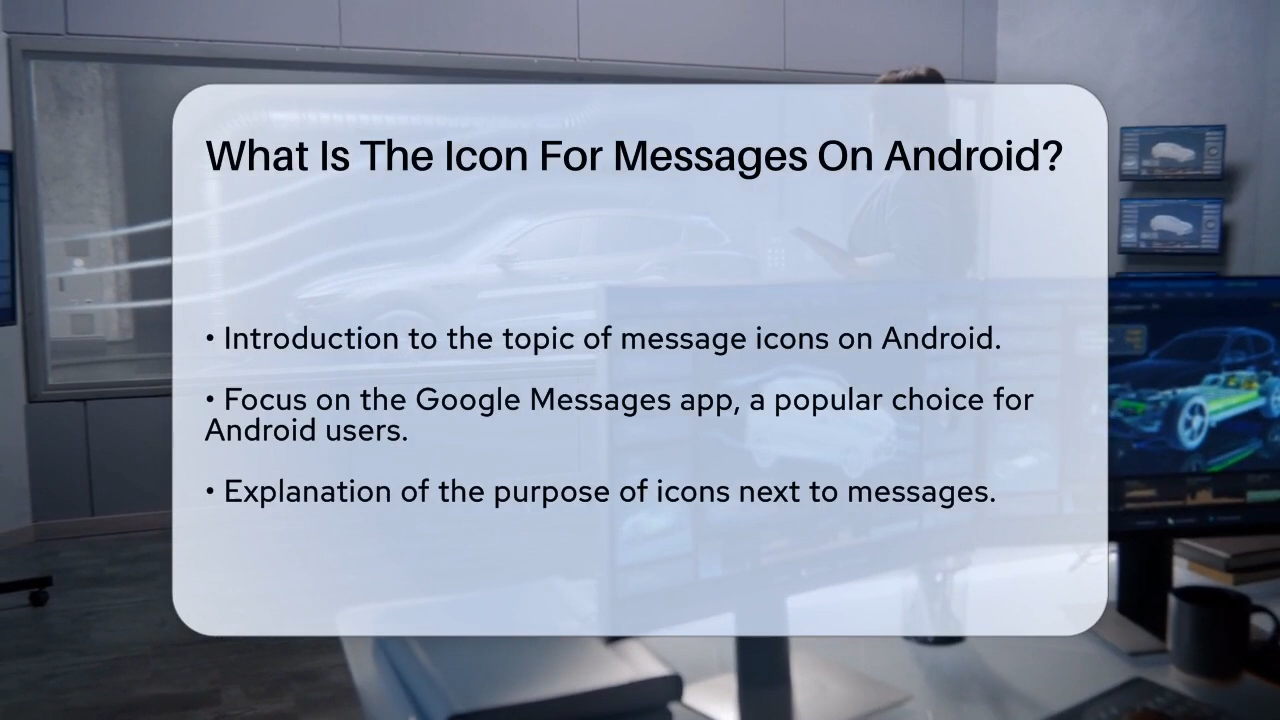 What Is The Icon For Messages On Android?
• Introduction to the topic of message icons on Android.
• Focus on the Google Messages app, a popular choice for
Android users.
• Explanation of the purpose of icons next to messages.